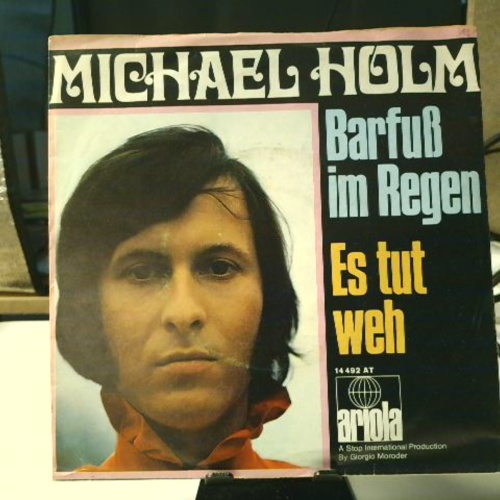 MICHAEL HOLM
Barfuß
im Regen
Es tut
weh
14 492 AT
ariola
A Stop International Production
By Giorgio Moroder